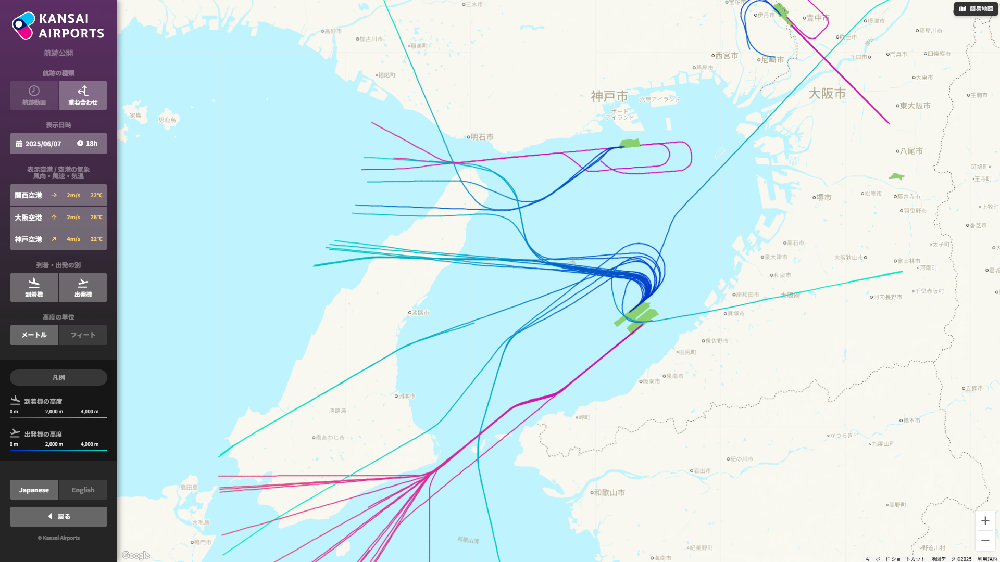 KANSAI
AIRPORTS
航跡公開
航跡の種類
航跡動画
重ね合わせ
表示日時
2025/06/07
18h
表示空港 / 空港の気象
風向・風速・気温
関西空港 2m/s 22℃
大阪空港 2m/s 26℃
神戸空港 4m/s 22℃
到着・出発の別
到着機
出発機
高度の単位
メートル
フィート
凡例
到着機の高度
0 m 2,000 m 4,000 m
出発機の高度
0 m 2,000 m 4,000 m
Japanese
English
戻る
© Kansai Airports
簡易地図
三木市
宝塚市
伊丹市
豊中市
摂津市
高砂市
加古川市
稲美町
吹田市
寝屋川市
西宮市
尼崎市
守口市
門真市
四條畷市
芦屋市
播磨町
大東市
神戸市
六甲アイランド
大阪市
生駒市
東大阪市
家島
男鹿島
ポート
アイランド
明石市
八尾市
斑鳩町
王寺町
堺市
松原市
藤井寺市
羽曳野市
上牧町
香芝市
高石市
太子町
泉大津市
大阪狭山市
富田林市
河南町
葛城
和泉市
岸和田市
大阪府
千早赤阪村
河内長野市
淡路市
貝塚市
泉佐野市
田尻町
泉南市
阪南市
五條市
洲本市
淡路島
岬町
橋本市
南あわじ市
かつらぎ町
九度山町
紀の川市
岩出市
島田島
和歌山市
高野町
大毛島
鳴門市
紀美野町
野迫川村
海南市
Google
キーボード ショートカット
地図データ ©2025
利用規約